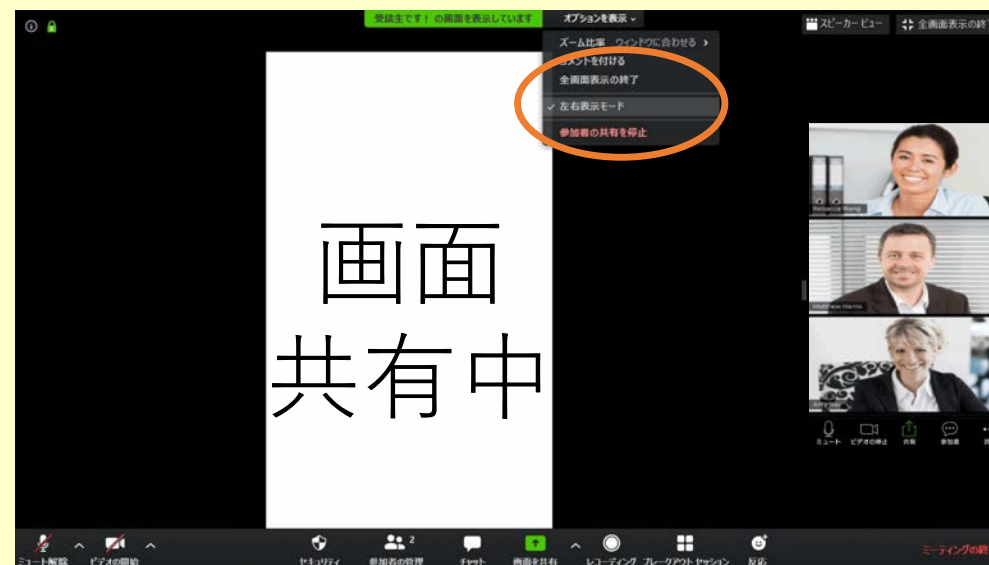 受講生です! の画面を表示しています
オプションを表示
スピーカー ビュー
全画面表示の終
ズーム比率 ウィンドウに合わせる
コメントを付ける
全画面表示の終了
左右表示モード
参加者の共有を停止
画面
共有中
Rebecca Wang
Matthew Harris
Amy
ミュート
ビデオの停止
共有
参加者
ミュート解除
ビデオの開始
セキュリティ
参加者の管理
2
チャット
画面を共有
レコーディング
ブレークアウト セッション
反応
ミーティングの終